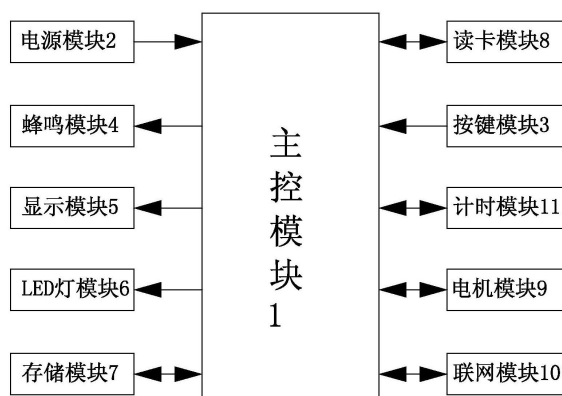 电源模块2
蜂鸣模块4
显示模块5
LED灯模块6
存储模块7
主控模块1
读卡模块8
按键模块3
计时模块11
电机模块9
联网模块10